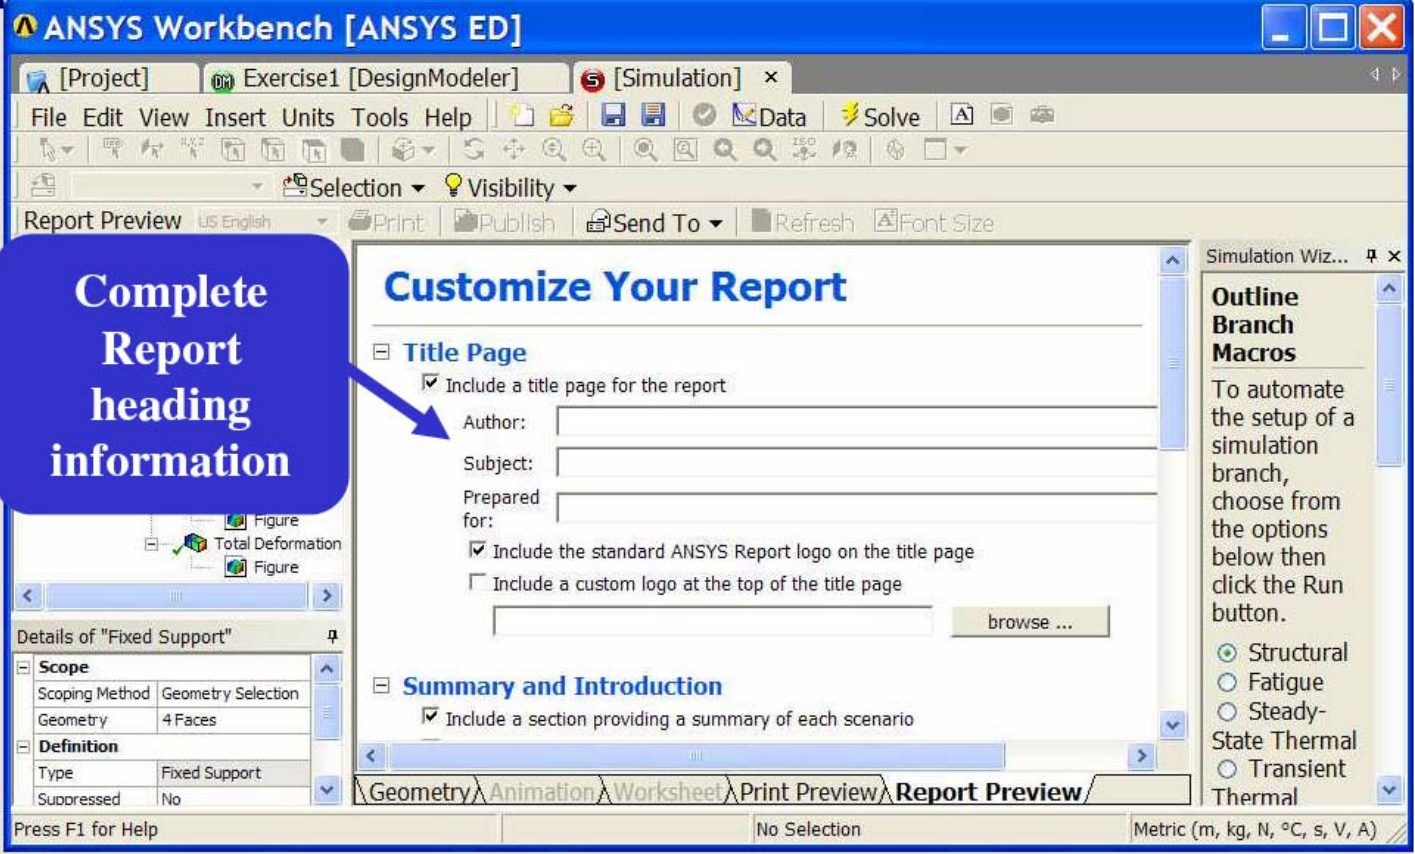 ANSYS Workbench [ANSYS ED]
[Project] Exercise1 [DesignModeler] [Simulation]
File Edit View Insert Units Tools Help Data Solve
Selection Visibility
Report Preview US English Print Publish Send To Refresh Font Size
Complete
Report
heading
information
Figure
Total Deformation
Figure
Details of "Fixed Support"
Scope
Scoping Method Geometry Selection
Geometry 4 Faces
Definition
Type Fixed Support
Suppressed No
Customize Your Report
Title Page
Include a title page for the report
Author:
Subject:
Prepared
for:
Include the standard ANSYS Report logo on the title page
Include a custom logo at the top of the title page
browse ...
Summary and Introduction
Include a section providing a summary of each scenario
Geometry Animation Worksheet Print Preview Report Preview
Simulation Wiz...
Outline
Branch
Macros
To automate
the setup of a
simulation
branch,
choose from
the options
below then
click the Run
button.
Structural
Fatigue
Steady-
State Thermal
Transient
Thermal
Press F1 for Help No Selection Metric (m, kg, N, °C, s, V, A)